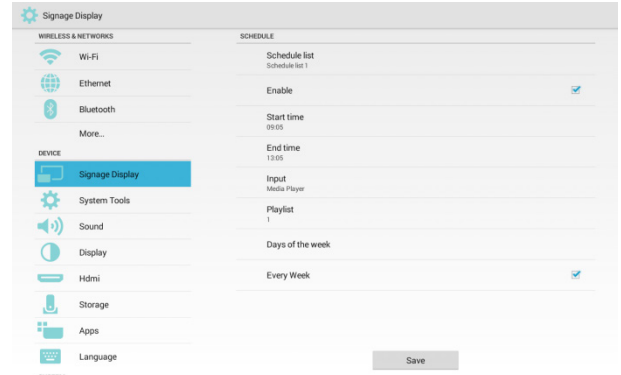 Signage Display
WIRELESS & NETWORKS
Wi-Fi
Ethernet
Bluetooth
More...
DEVICE
Signage Display
System Tools
Sound
Display
Hdmi
Storage
Apps
Language
SCHEDULE
Schedule list
Schedule list 1
Enable
Start time
09:05
End time
13:05
Input
Media Player
Playlist
1
Days of the week
Every Week
Save